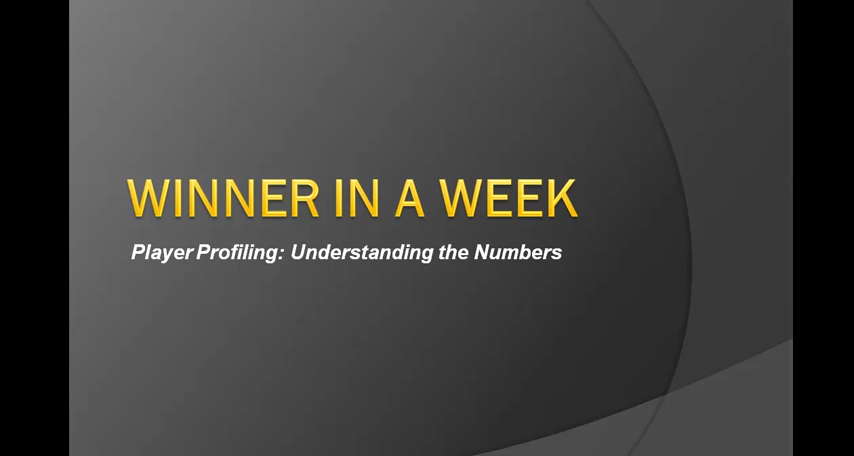 WINNER IN A WEEK
Player Profiling: Understanding the Numbers